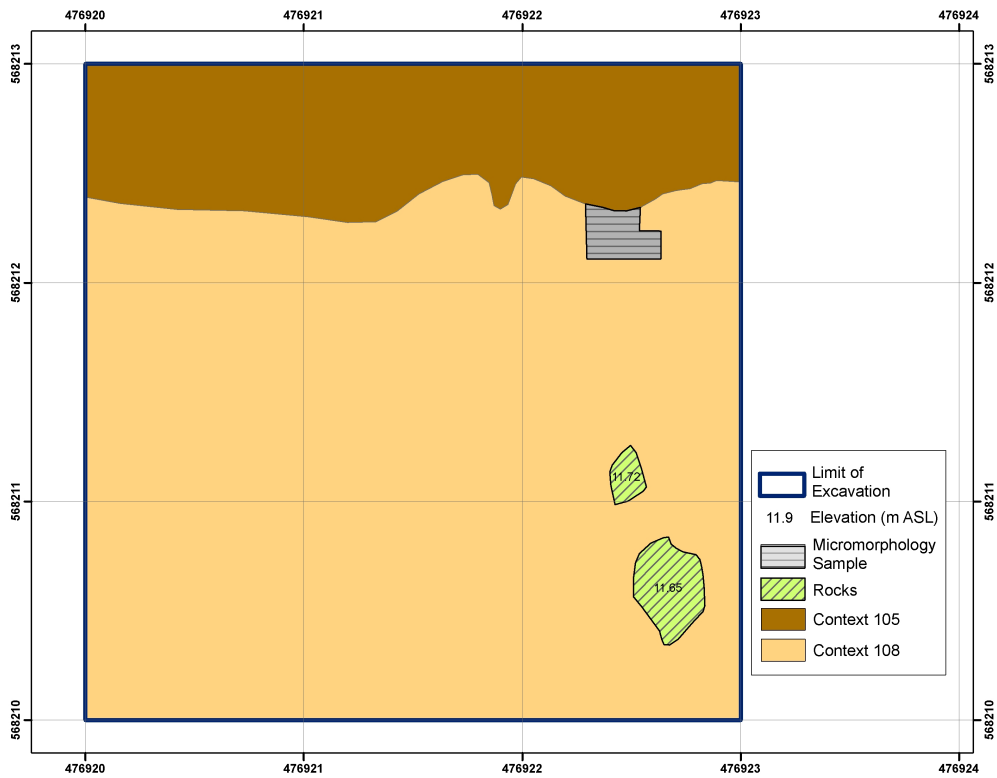 476920 476921 476922 476923 476924
568213 568213
568212 568212
11.72
568211 568211
11.65
568210 568210
Limit of
Excavation
11.9 Elevation (m ASL)
Micromorphology
Sample
Rocks
Context 105
Context 108
476920 476921 476922 476923 476924